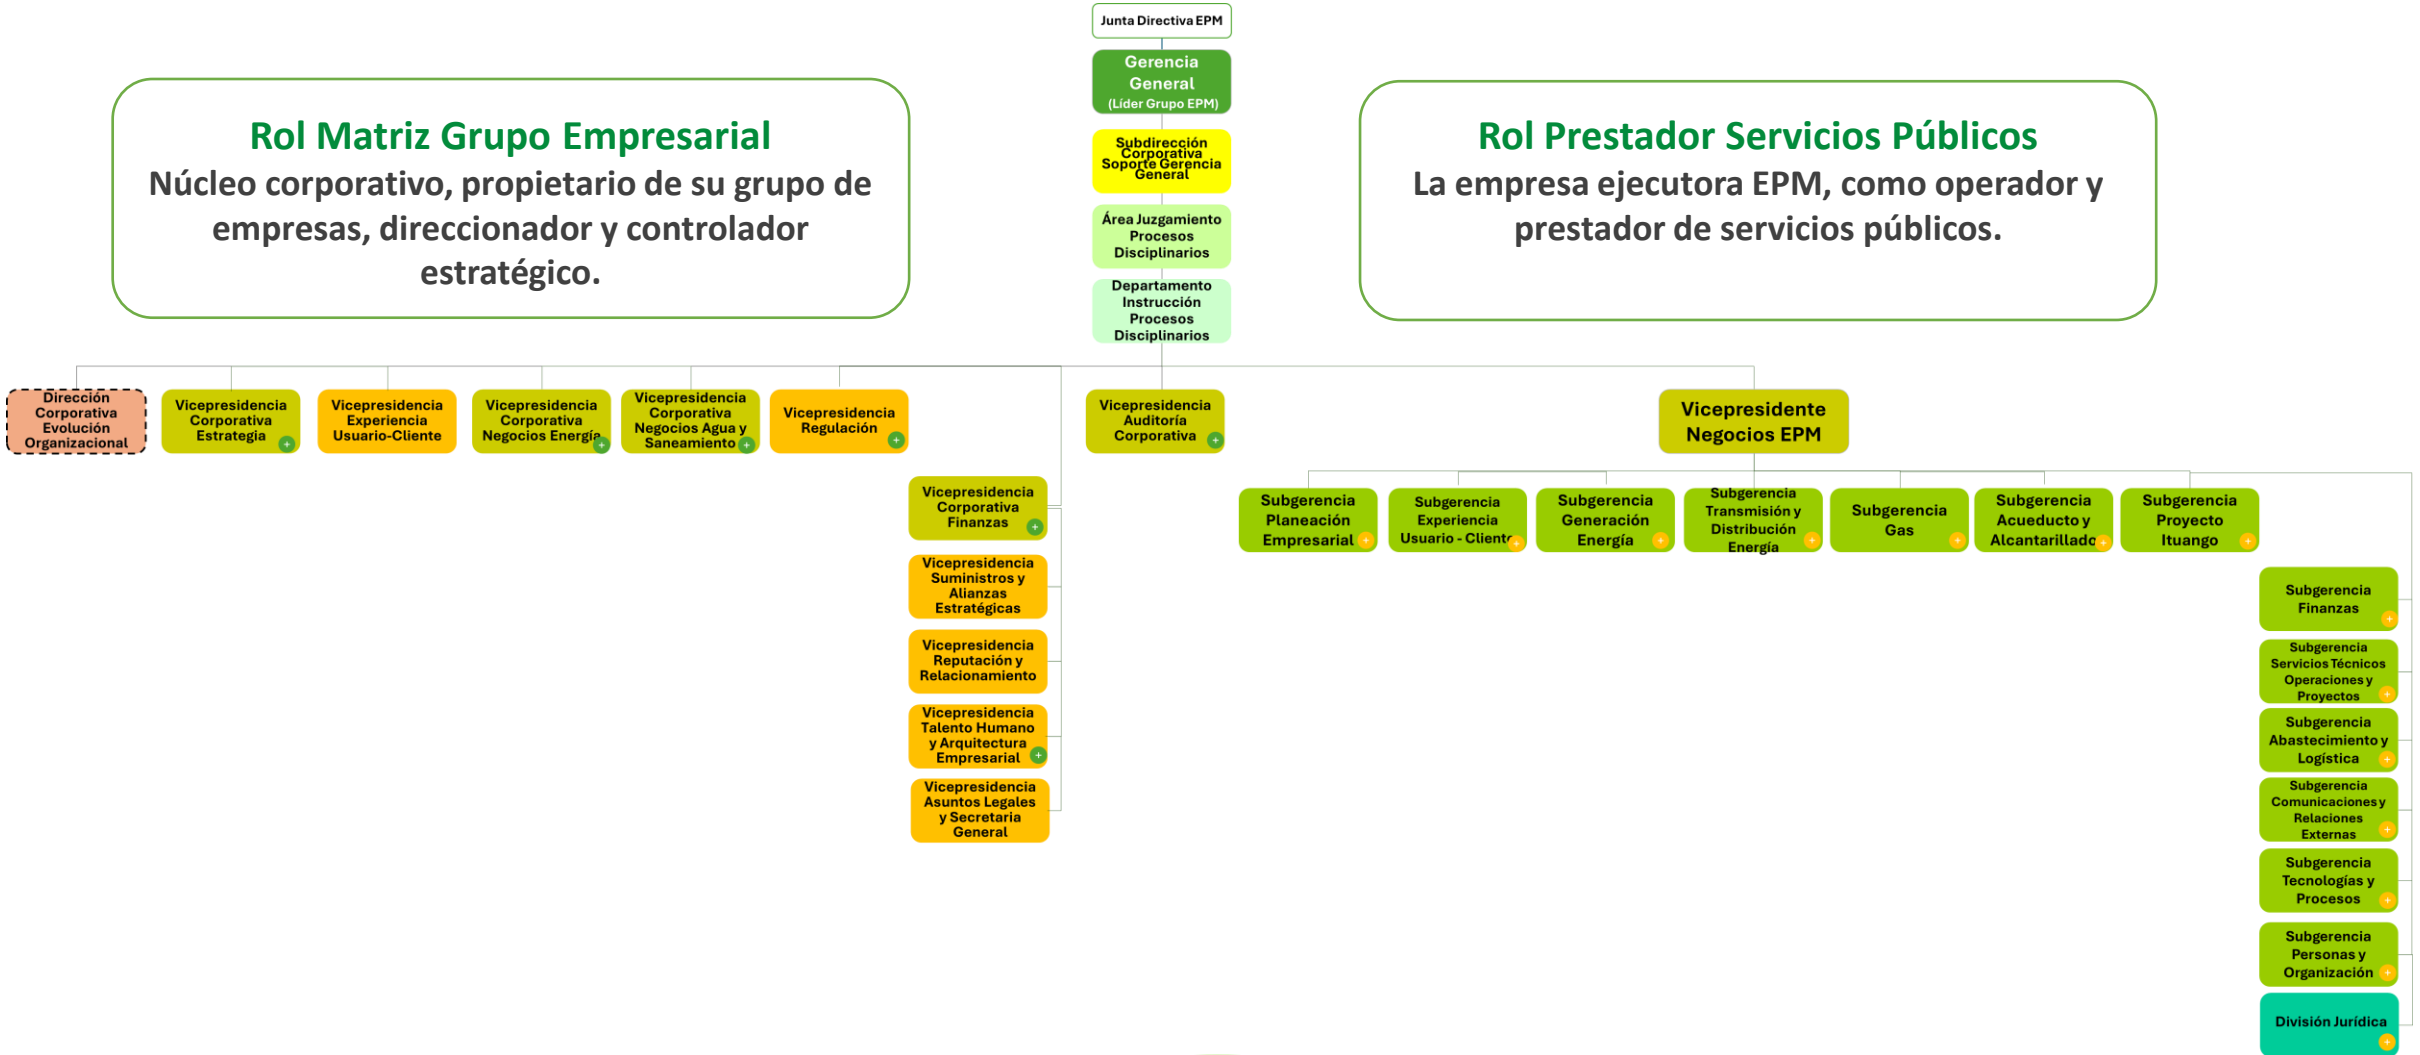 Junta Directiva EPM
Gerencia
General
(Líder Grupo EPM)
Rol Matriz Grupo Empresarial
Núcleo corporativo, propietario de su grupo de
empresas, direccionador y controlador
estratégico.
Rol Prestador Servicios Públicos
La empresa ejecutora EPM, como operador y
prestador de servicios públicos.
Subdirección
Corporativa
Soporte Gerencia
General
Área Juzgamiento
Procesos
Disciplinarios
Departamento
Instrucción
Procesos
Disciplinarios
Dirección
Corporativa
Evolución
Organizacional
Vicepresidencia
Corporativa
Estrategia
+
Vicepresidencia
Experiencia
Usuario-Cliente
Vicepresidencia
Corporativa
Negocios Energía
+
Vicepresidencia
Corporativa
Negocios Agua y
Saneamiento
+
Vicepresidencia
Regulación
+
Vicepresidencia
Auditoría
Corporativa
+
Vicepresidente
Negocios EPM
Vicepresidencia
Corporativa
Finanzas
+
Vicepresidencia
Suministros y
Alianzas
Estratégicas
Vicepresidencia
Reputación y
Relacionamiento
Vicepresidencia
Talento Humano
y Arquitectura
Empresarial
+
Vicepresidencia
Asuntos Legales
y Secretaria
General
Subgerencia
Planeación
Empresarial
+
Subgerencia
Experiencia
Usuario - Cliente
+
Subgerencia
Generación
Energía
+
Subgerencia
Transmisión y
Distribución
Energía
+
Subgerencia
Gas
+
Subgerencia
Acueducto y
Alcantarillado
+
Subgerencia
Proyecto
Ituango
+
Subgerencia
Finanzas
+
Subgerencia
Servicios Técnicos
Operaciones y
Proyectos
+
Subgerencia
Abastecimiento y
Logística
+
Subgerencia
Comunicaciones y
Relaciones
Externas
+
Subgerencia
Tecnologías y
Procesos
+
Subgerencia
Personas y
Organización
+
División Jurídica
+